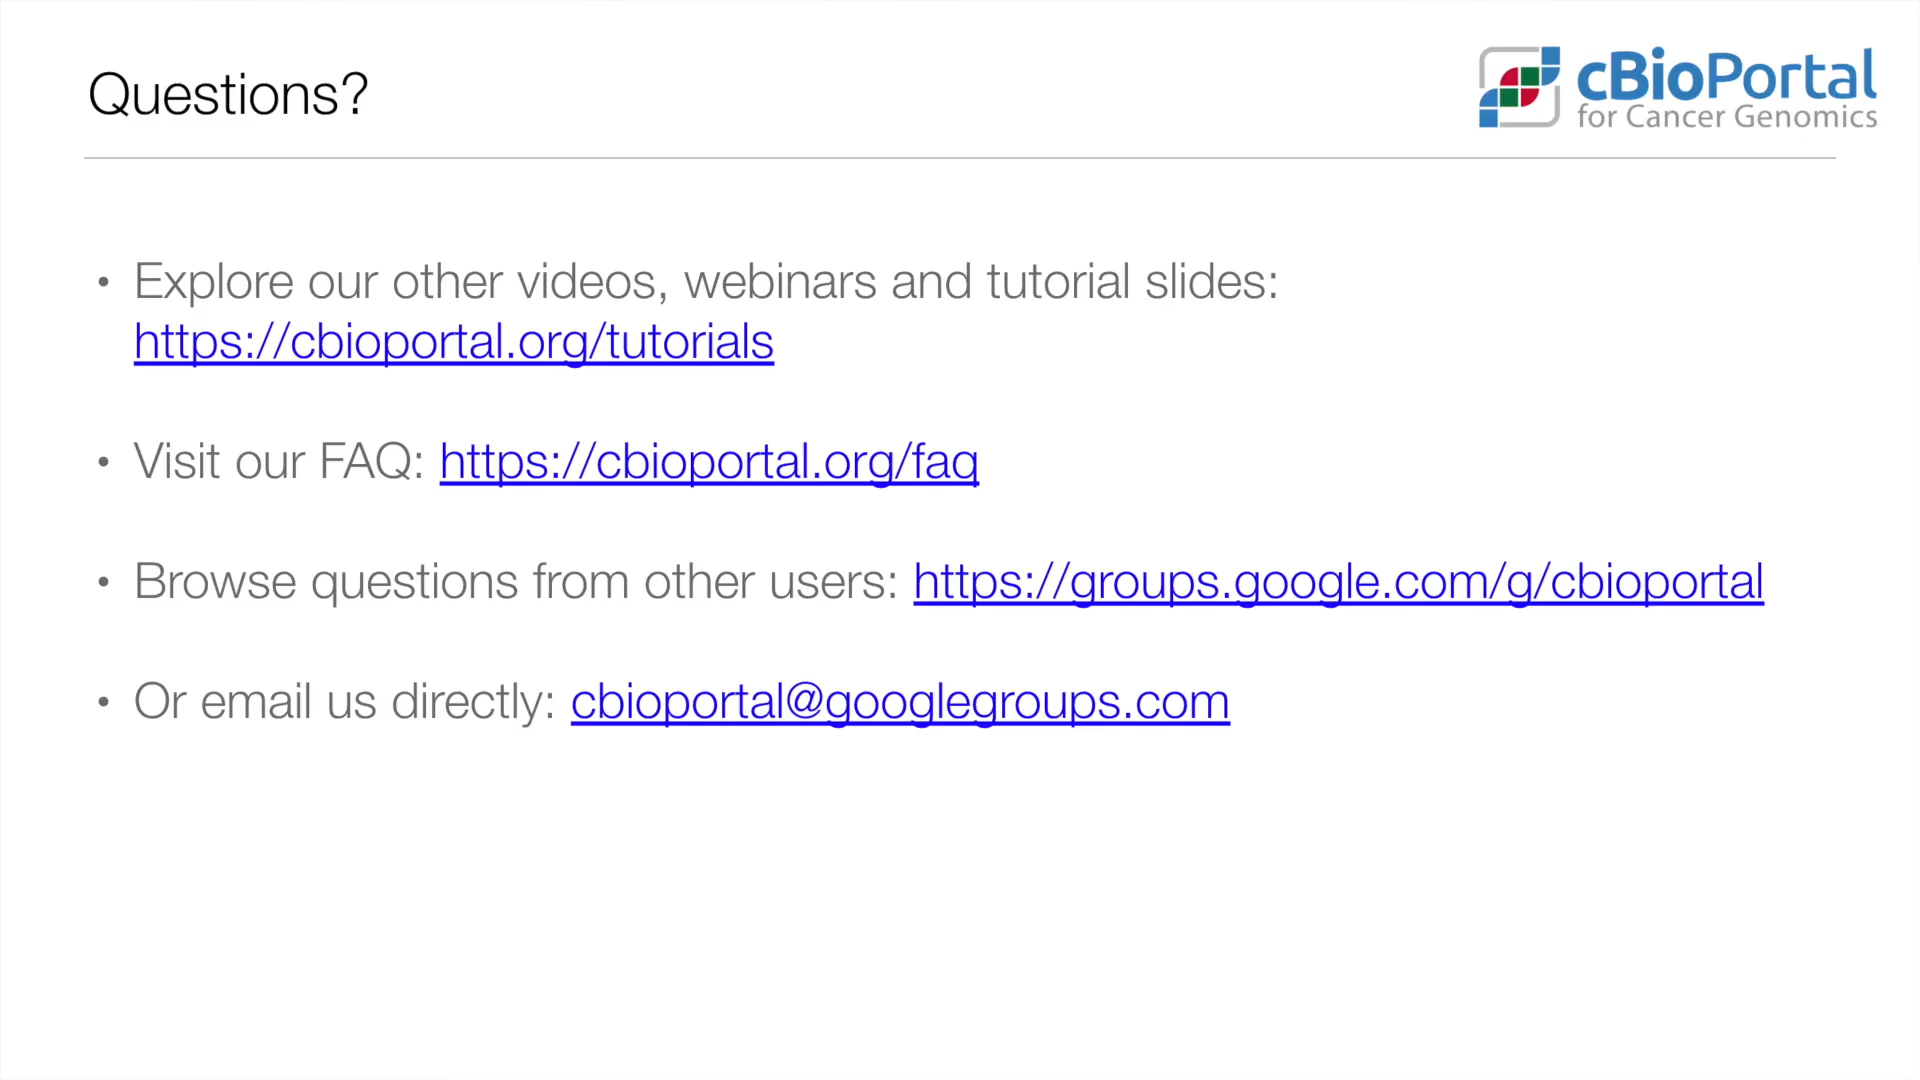 Questions?
cBioPortal
for Cancer Genomics
• Explore our other videos, webinars and tutorial slides:
https://cbioportal.org/tutorials
• Visit our FAQ: https://cbioportal.org/faq
• Browse questions from other users: https://groups.google.com/g/cbioportal
• Or email us directly: cbioportal@googlegroups.com